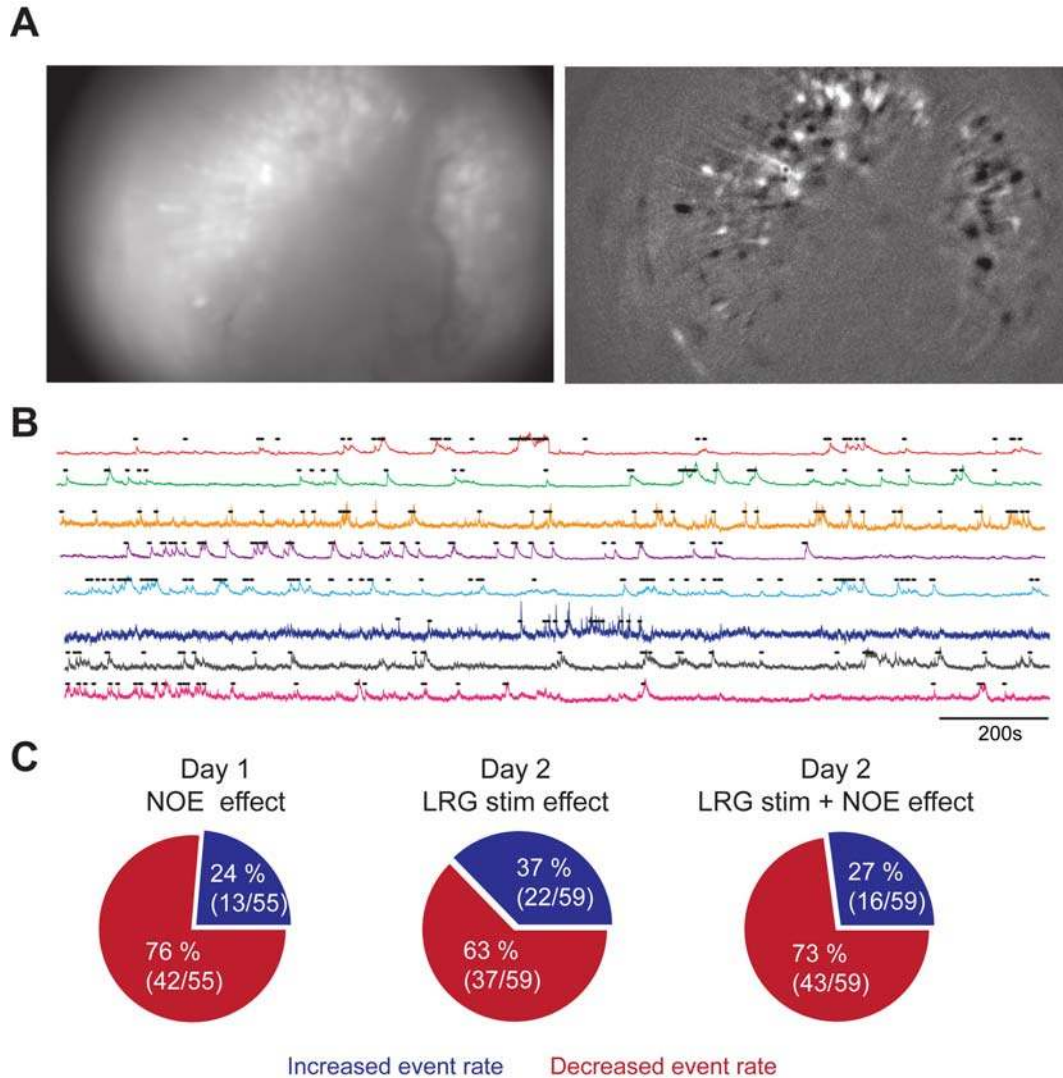 A
B
200s
C
Day 1
NOE effect
Day 2
LRG stim effect
Day 2
LRG stim + NOE effect
24 %
(13/55)
76 %
(42/55)
37 %
(22/59)
63 %
(37/59)
27 %
(16/59)
73 %
(43/59)
Increased event rate
Decreased event rate